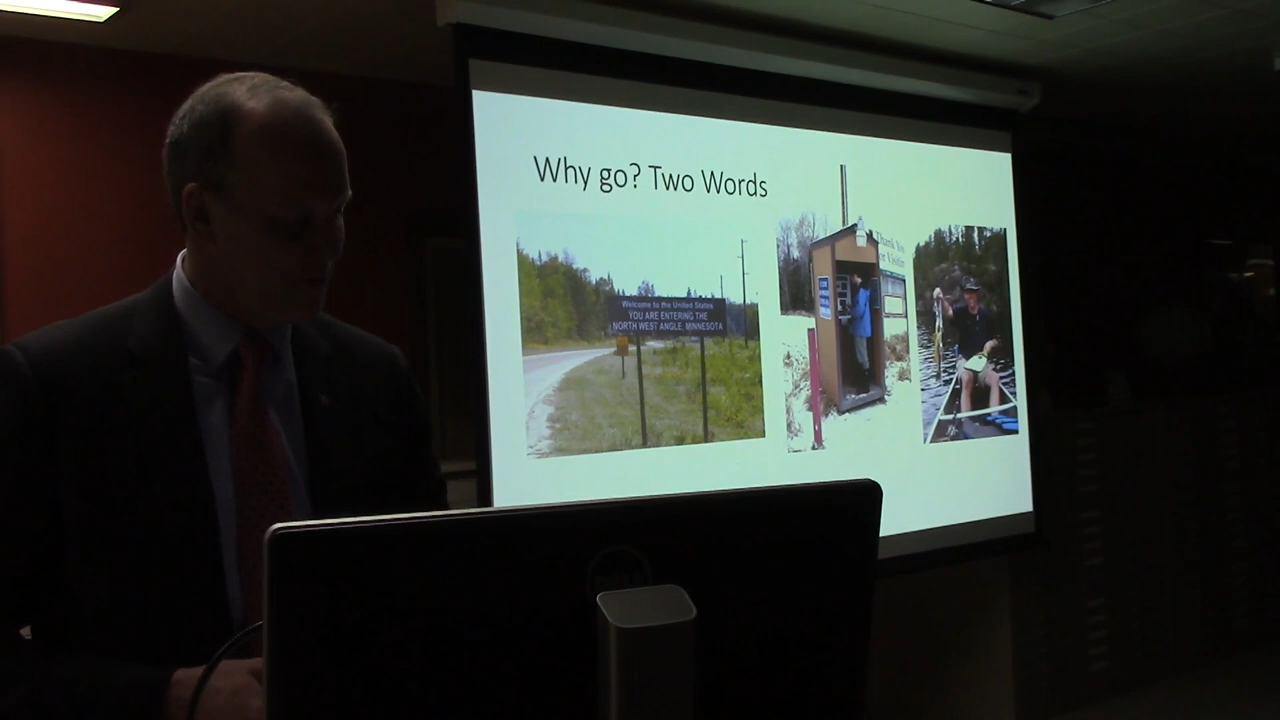 Why go? Two Words
Welcome to the United States
YOU ARE ENTERING THE
NORTH WEST ANGLE, MINNESOTA
Thank You